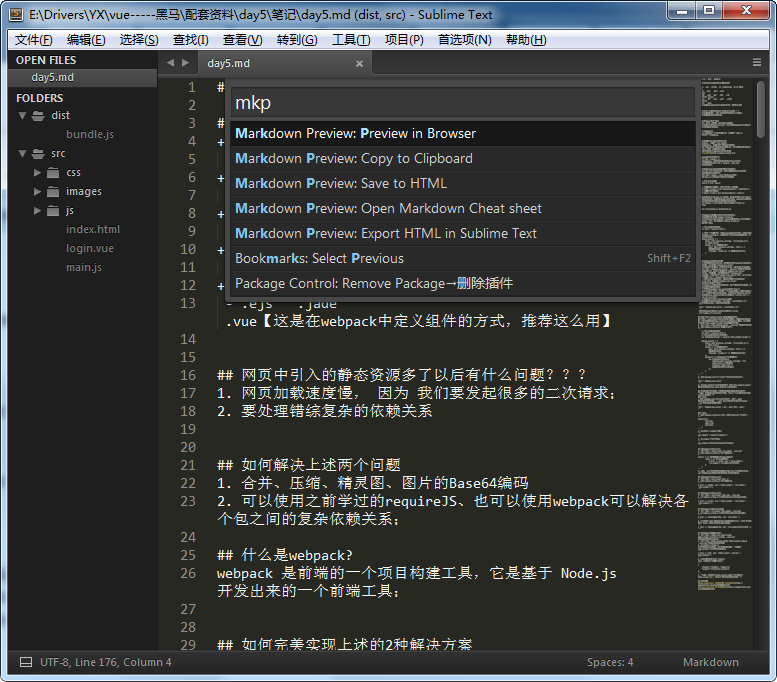 E:\Drivers\YX\vue-----黑马\配套资料\day5\笔记\day5.md (dist, src) - Sublime Text
文件(F) 编辑(E) 选择(S) 查找(I) 查看(V) 转到(G) 工具(T) 项目(P) 首选项(N) 帮助(H)
OPEN FILES
day5.md
FOLDERS
dist
bundle.js
src
css
images
js
index.html
login.vue
main.js
day5.md
mkp
Markdown Preview: Preview in Browser
Markdown Preview: Copy to Clipboard
Markdown Preview: Save to HTML
Markdown Preview: Open Markdown Cheat sheet
Markdown Preview: Export HTML in Sublime Text
Bookmarks: Select Previous Shift+F2
Package Control: Remove Package→删除插件
1 #
2
3 #
4 +
5
6 +
7
8 +
9
10 +
11
12 +
13 - .ejs .jade
.vue【这是在webpack中定义组件的方式，推荐这么用】
14
15
16 ## 网页中引入的静态资源多了以后有什么问题？？？
17 1. 网页加载速度慢， 因为 我们要发起很多的二次请求；
18 2. 要处理错综复杂的依赖关系
19
20
21 ## 如何解决上述两个问题
22 1. 合并、压缩、精灵图、图片的Base64编码
23 2. 可以使用之前学过的requireJS、也可以使用webpack可以解决各
个包之间的复杂依赖关系；
24
25 ## 什么是webpack?
26 webpack 是前端的一个项目构建工具，它是基于 Node.js
开发出来的一个前端工具；
27
28
29 ## 如何完美实现上述的2种解决方案
UTF-8, Line 176, Column 4 Spaces: 4 Markdown